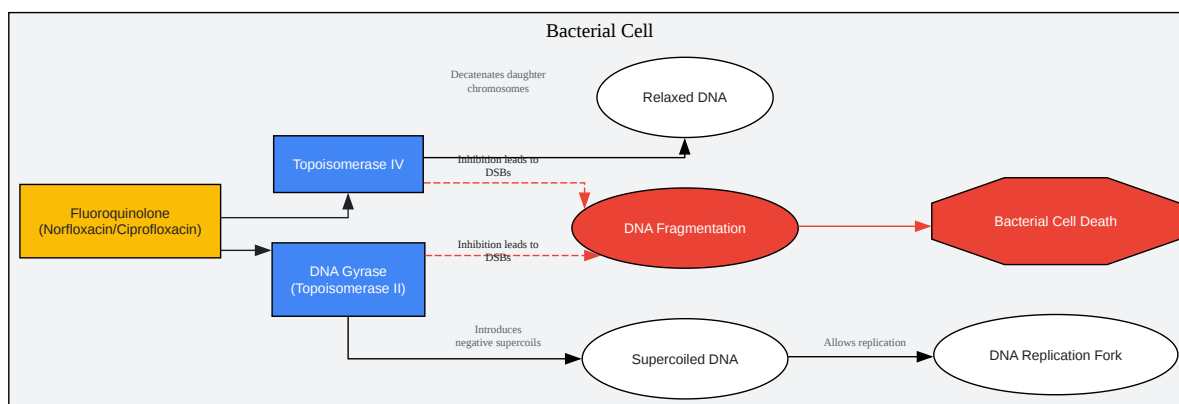 Bacterial Cell
Decatenates daughter
chromosomes
Relaxed DNA
Topoisomerase IV
Inhibition leads to
DSBs
Fluoroquinolone
(Norfloxacin/Ciprofloxacin)
DNA Fragmentation
Bacterial Cell Death
DNA Gyrase
(Topoisomerase II)
Inhibition leads to
DSBs
Introduces
negative supercoils
Supercoiled DNA
Allows replication
DNA Replication Fork